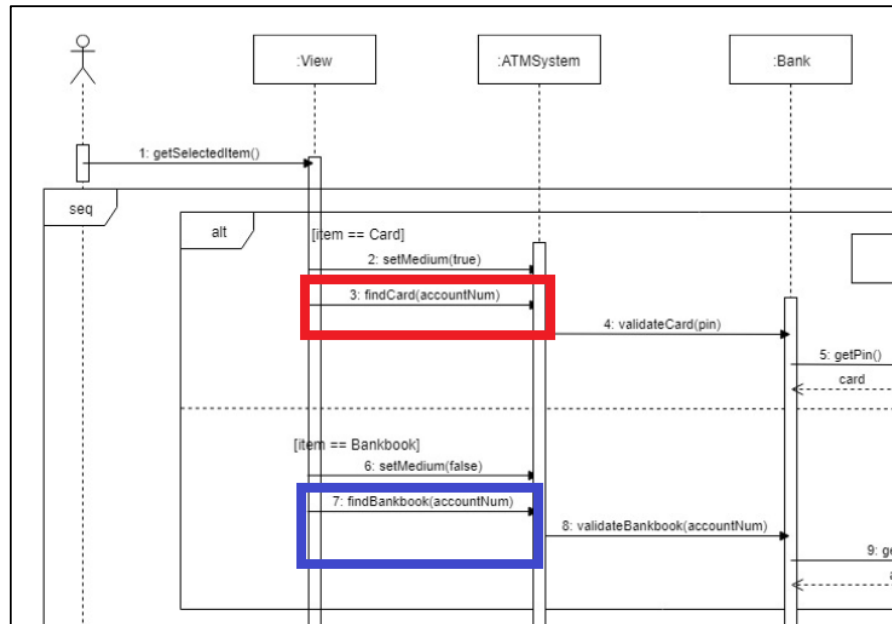 :View
:ATMSystem
:Bank
1: getSelectedItem()
seq
alt
[item == Card]
2: setMedium(true)
3: findCard(accountNum)
4: validateCard(pin)
5: getPin()
card
[item == Bankbook]
6: setMedium(false)
7: findBankbook(accountNum)
8: validateBankbook(accountNum)
9: